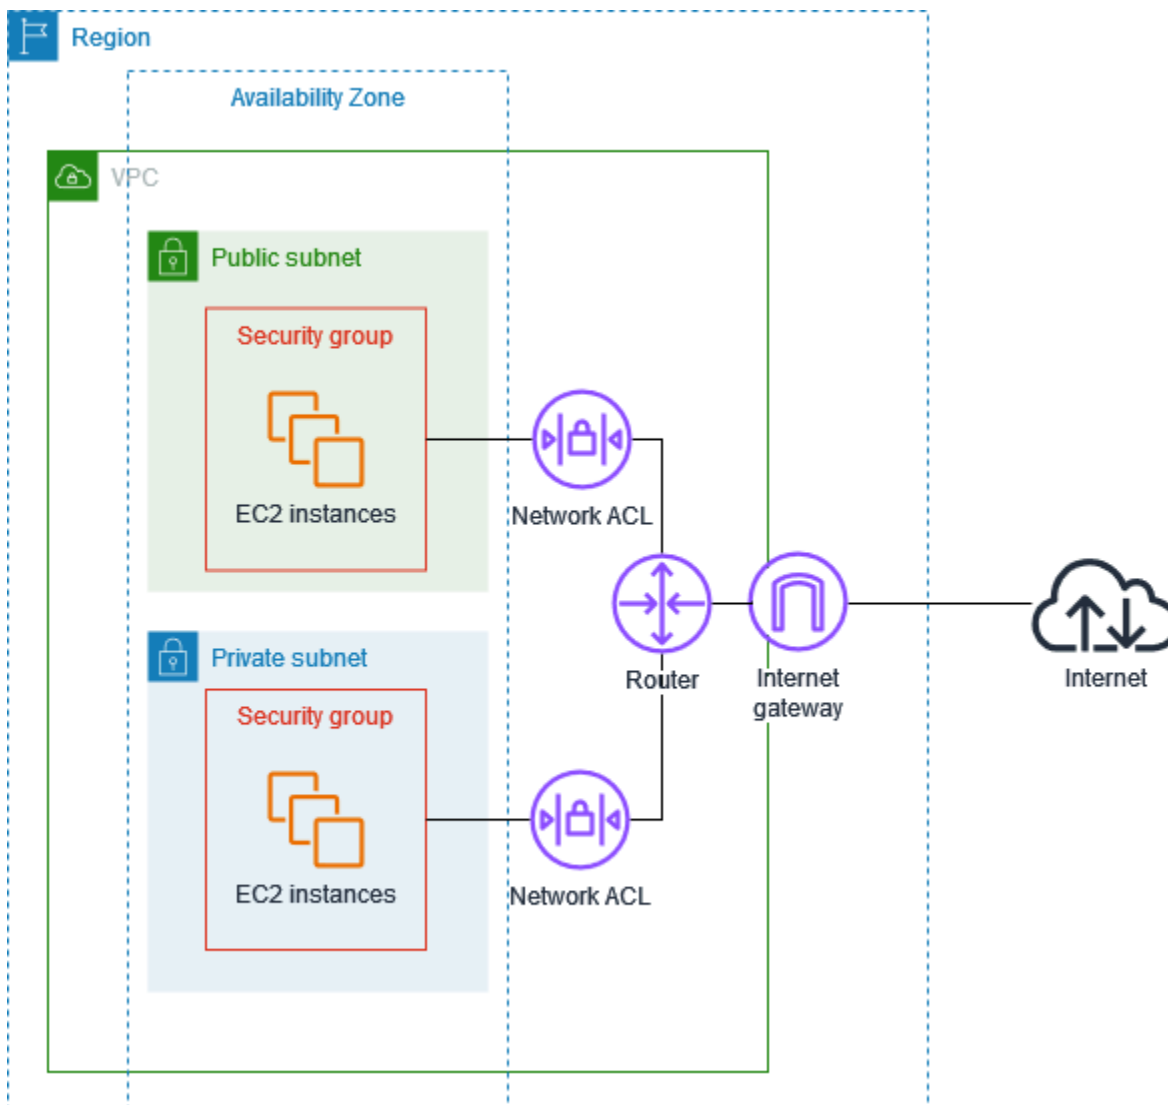 Region
Availability Zone
VPC
Public subnet
Security group
EC2 instances
Network ACL
Router
Internet
gateway
Internet
Private subnet
Security group
EC2 instances
Network ACL